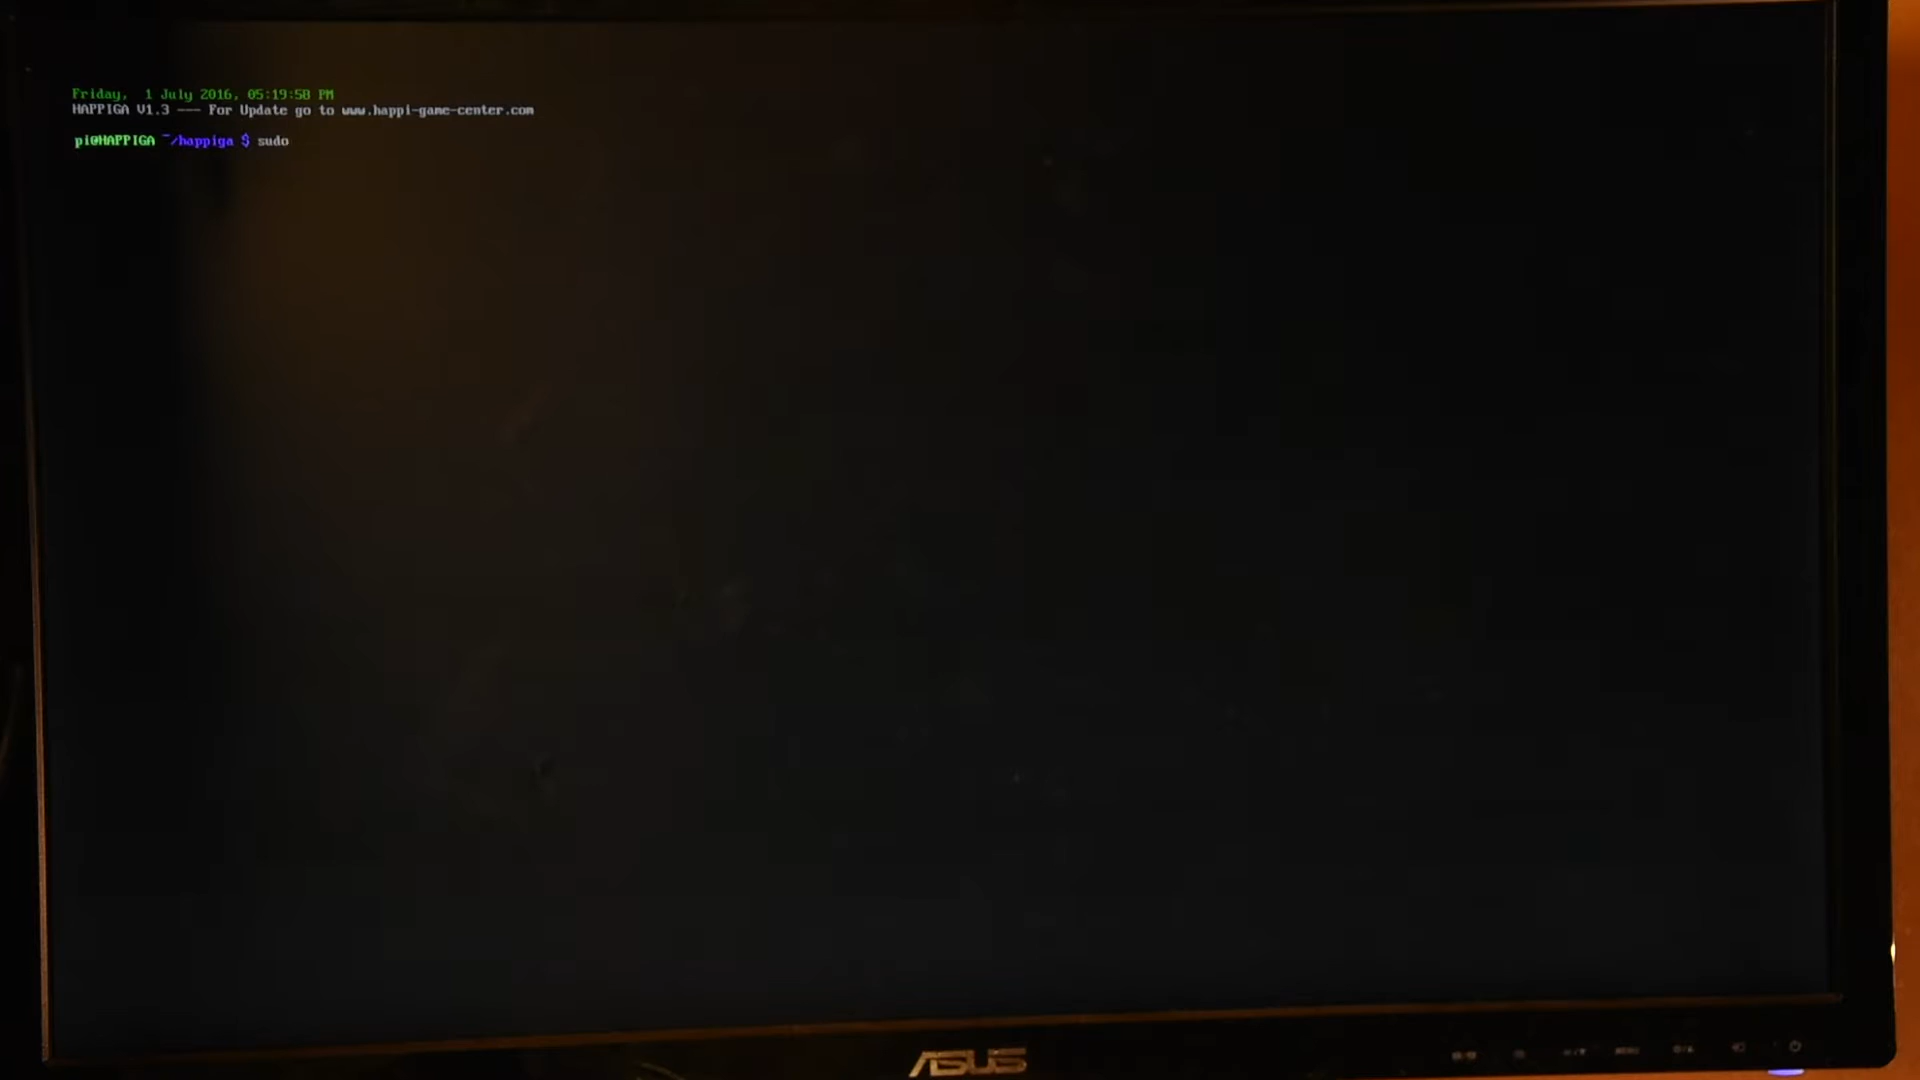 Friday,  1 July 2016, 05:19:58 PM
HAPPIGA V1.3 --- For Update go to www.happi-game-center.com
pi@HAPPIGA ~/happiga $ sudo
ASUS